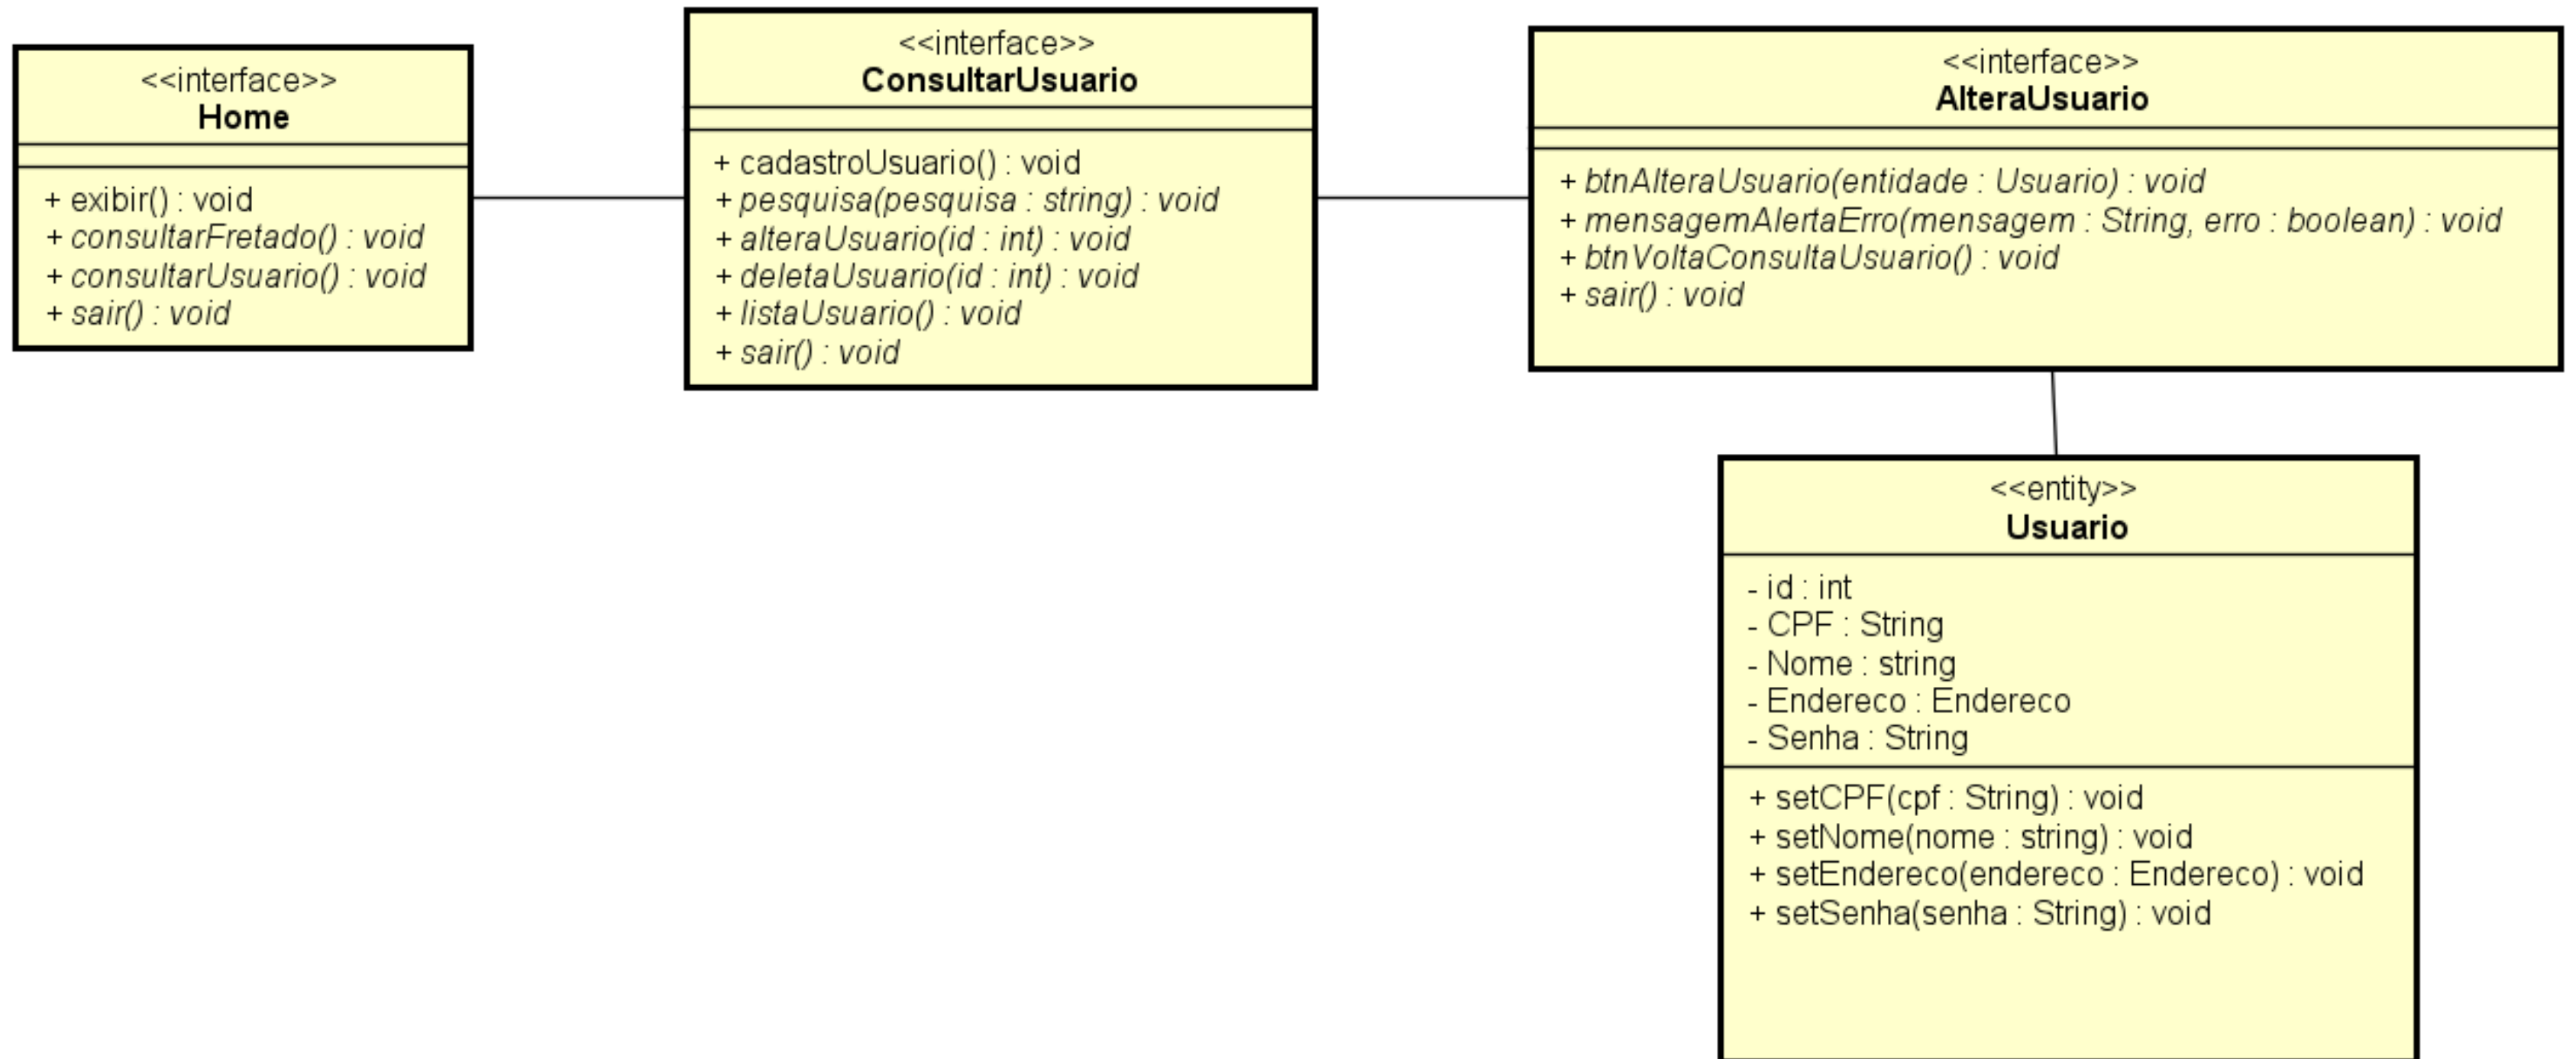 <<interface>>
Home
+ exibir() : void
+ consultarFretado() : void
+ consultarUsuario() : void
+ sair() : void
<<interface>>
ConsultarUsuario
+ cadastroUsuario() : void
+ pesquisa(pesquisa : string) : void
+ alteraUsuario(id : int) : void
+ deletaUsuario(id : int) : void
+ listaUsuario() : void
+ sair() : void
<<interface>>
AlteraUsuario
+ btnAlteraUsuario(entidade : Usuario) : void
+ mensagemAlertaErro(mensagem : String, erro : boolean) : void
+ btnVoltaConsultaUsuario() : void
+ sair() : void
<<entity>>
Usuario
- id : int
- CPF : String
- Nome : string
- Endereco : Endereco
- Senha : String
+ setCPF(cpf : String) : void
+ setNome(nome : string) : void
+ setEndereco(endereco : Endereco) : void
+ setSenha(senha : String) : void